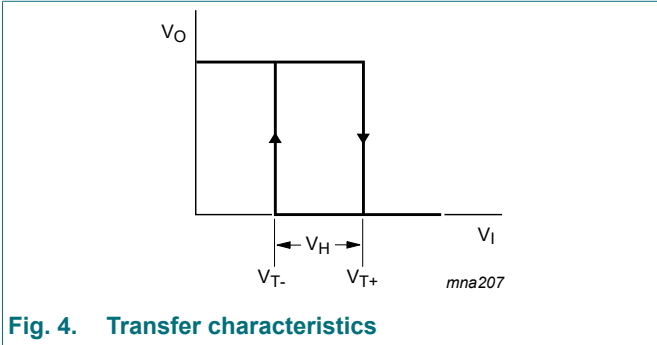 VO
VH
VI
VT-
VT+
mna207
Fig. 4. Transfer characteristics